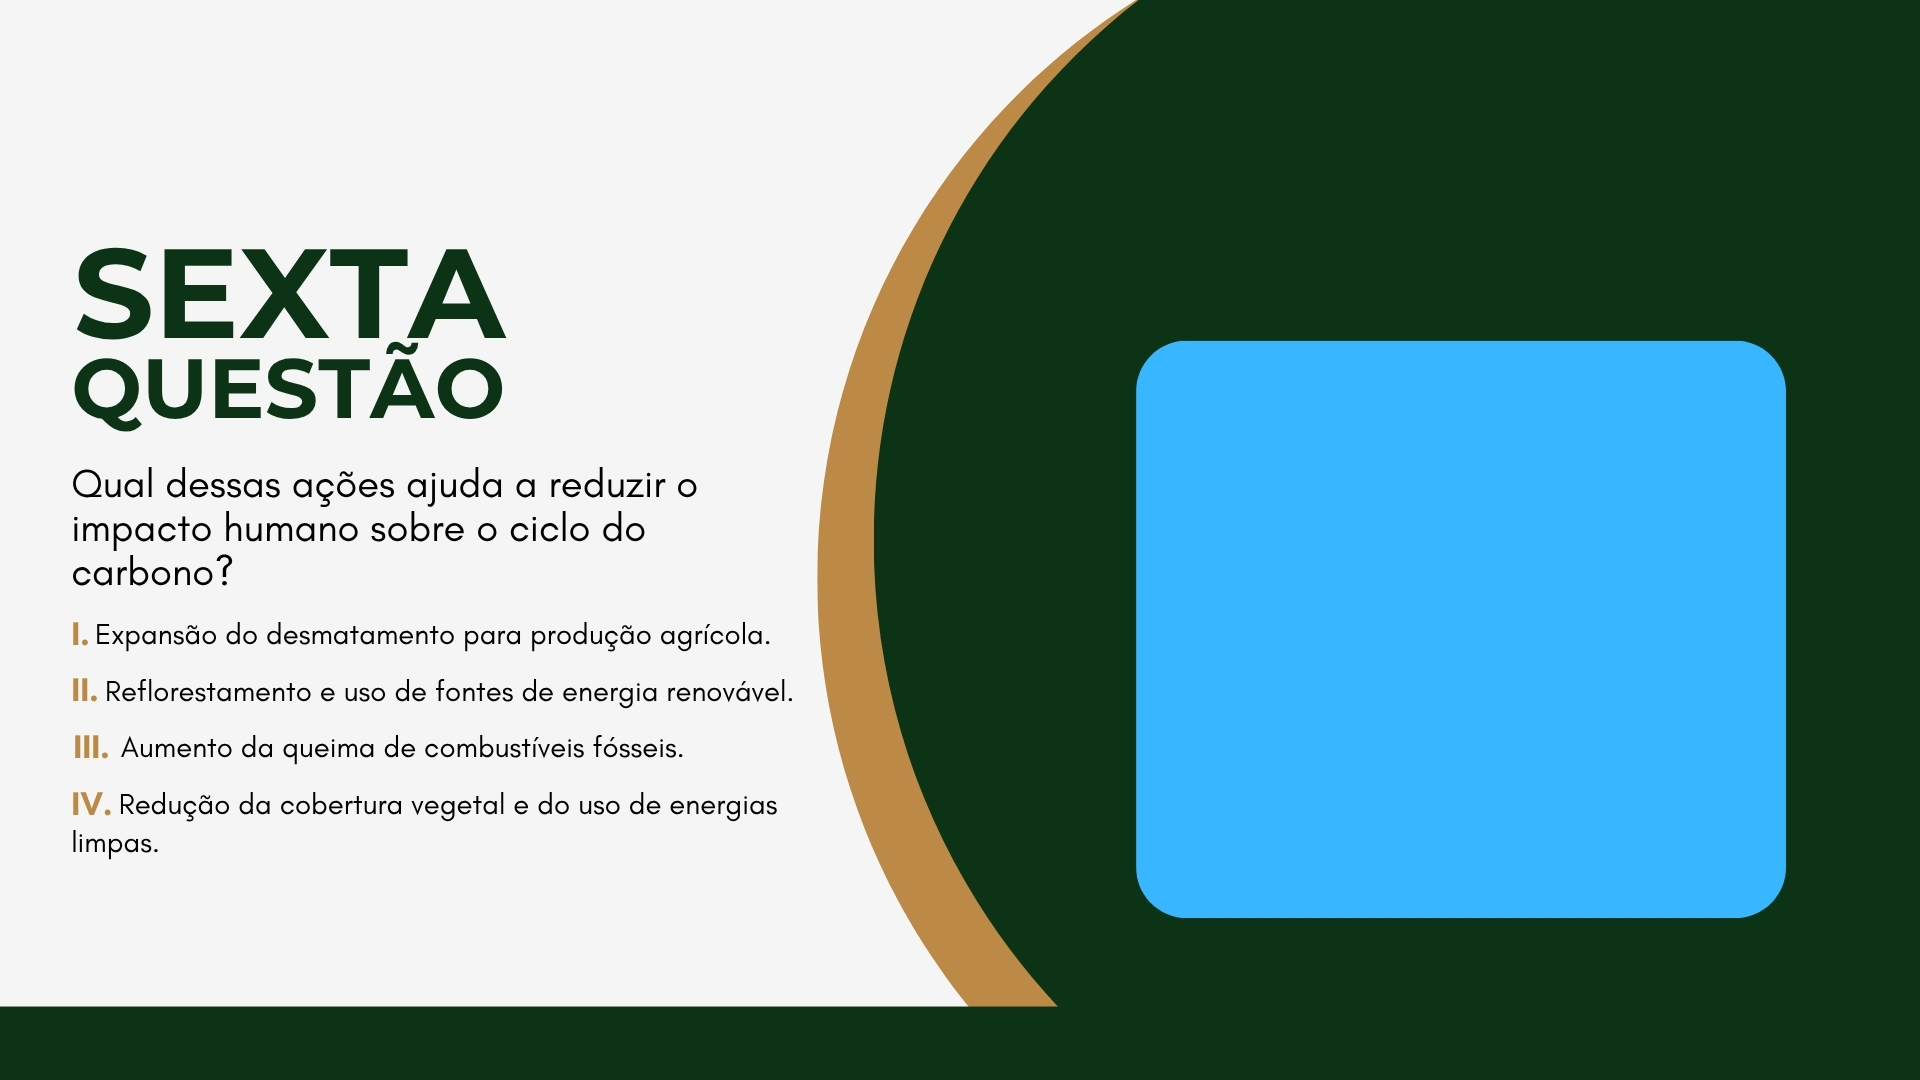 SEXTA
QUESTÃO
Qual dessas ações ajuda a reduzir o
impacto humano sobre o ciclo do
carbono?
I. Expansão do desmatamento para produção agrícola.
II. Reflorestamento e uso de fontes de energia renovável.
III. Aumento da queima de combustíveis fósseis.
IV. Redução da cobertura vegetal e do uso de energias
limpas.